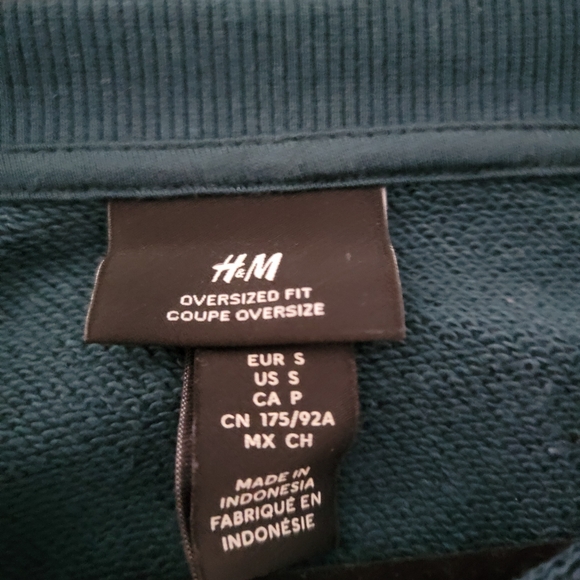 H&M
OVERSIZED FIT
COUPE OVERSIZE
EUR S
US S
CA P
CN 175/92A
MX CH
MADE IN
INDONESIA
FABRIQUÉ EN
INDONÉSIE